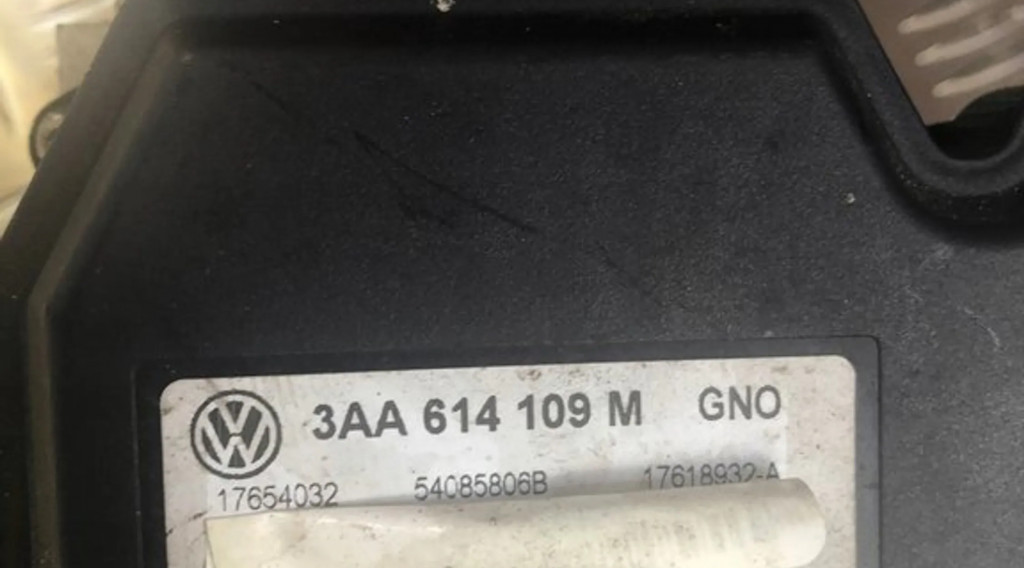 3AA 614 109 M GNO
17654032 54085806B 17618932-A